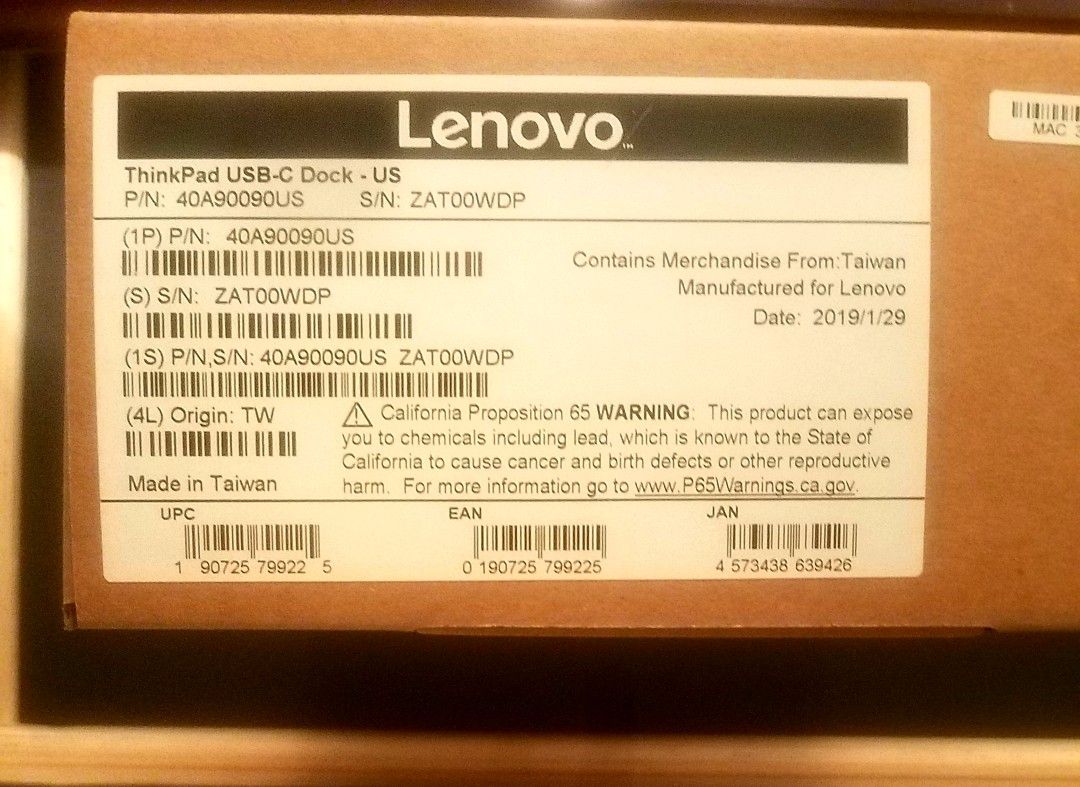 Lenovo™
ThinkPad USB-C Dock - US
P/N: 40A90090US S/N: ZAT00WDP
(1P) P/N: 40A90090US
(S) S/N: ZAT00WDP
(1S) P/N,S/N: 40A90090US ZAT00WDP
(4L) Origin: TW
Made in Taiwan
Contains Merchandise From:Taiwan
Manufactured for Lenovo
Date: 2019/1/29
⚠ California Proposition 65 WARNING: This product can expose
you to chemicals including lead, which is known to the State of
California to cause cancer and birth defects or other reproductive
harm. For more information go to www.P65Warnings.ca.gov.
UPC
1 90725 79922 5
EAN
0 190725 799225
JAN
4 573438 639426
MAC